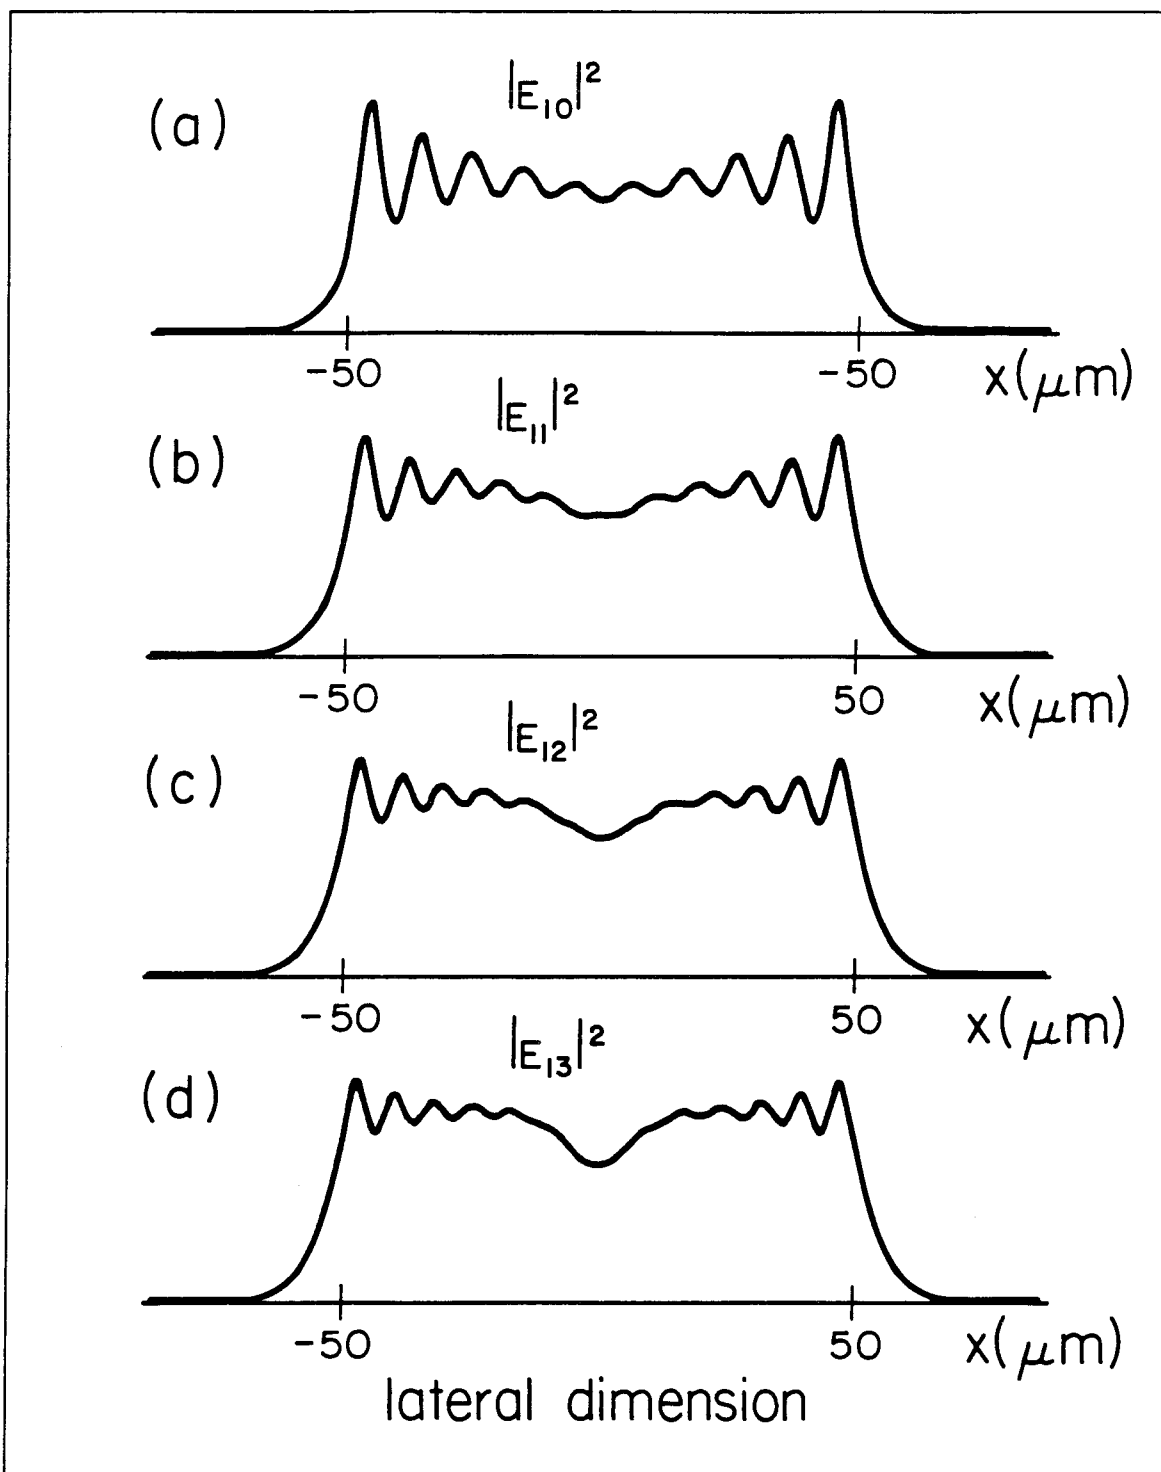 |E₁₀|²
(a)
-50 -50 x(μm)
|E₁₁|²
(b)
-50 50 x(μm)
|E₁₂|²
(c)
-50 50 x(μm)
|E₁₃|²
(d)
-50 50 x(μm)
lateral dimension